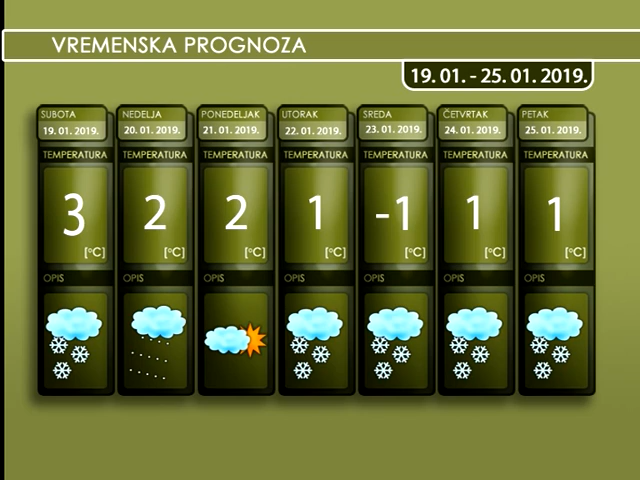 VREMENSKA PROGNOZA
19. 01. - 25. 01. 2019.
SUBOTA
19. 01. 2019.
TEMPERATURA
3
[°C]
OPIS
NEDELJA
20. 01. 2019.
TEMPERATURA
2
[°C]
OPIS
PONEDELJAK
21. 01. 2019.
TEMPERATURA
2
[°C]
OPIS
UTORAK
22. 01. 2019.
TEMPERATURA
1
[°C]
OPIS
SREDA
23. 01. 2019.
TEMPERATURA
-1
[°C]
OPIS
ČETVRTAK
24. 01. 2019.
TEMPERATURA
1
[°C]
OPIS
PETAK
25. 01. 2019.
TEMPERATURA
1
[°C]
OPIS